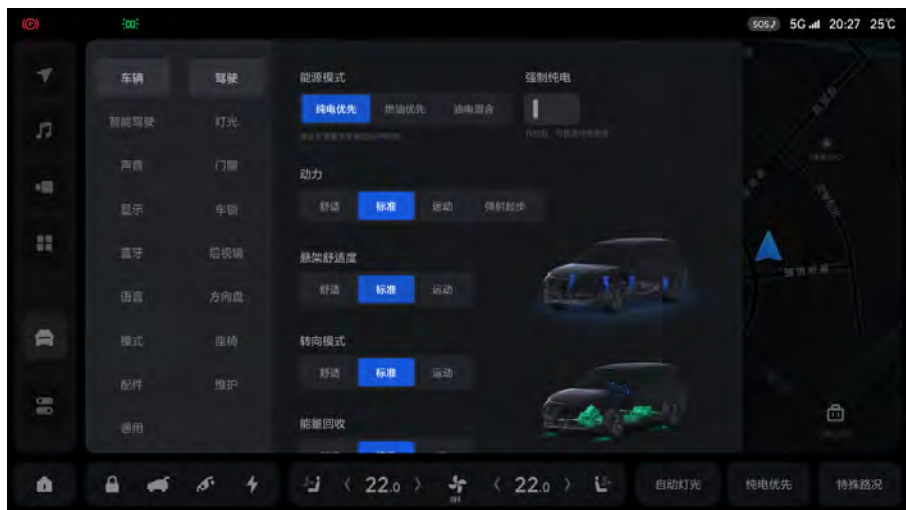 SOS 5G 20:27 25℃
车辆 驾驶
智能驾驶 灯光
声音 门窗
显示 车锁
蓝牙 后视镜
语言 方向盘
模式 座椅
配件 维护
通用
能源模式 强制纯电
纯电优先 燃油优先 油电混合
动力
舒适 标准 运动 弹射起步
悬架舒适度
舒适 标准 运动
转向模式
舒适 标准 运动
能量回收
22.0 OFF 22.0 自动灯光 纯电优先 特殊路况